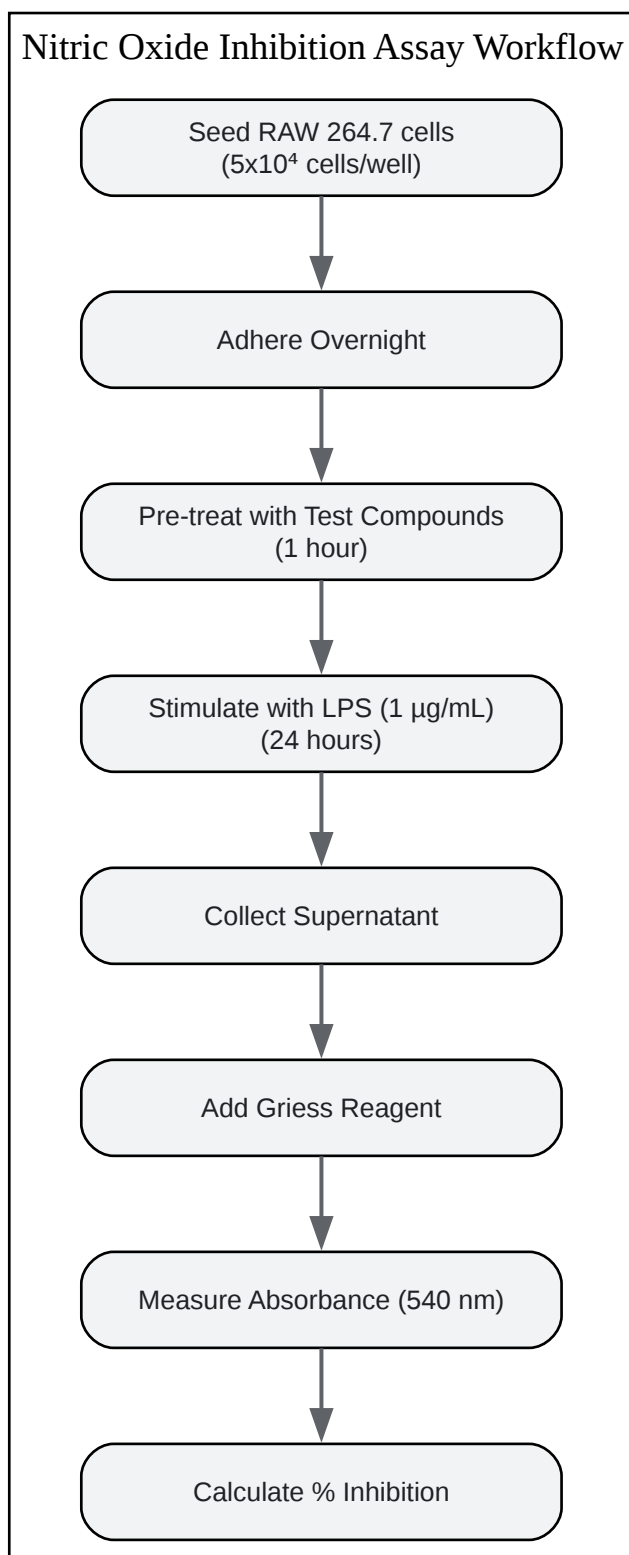 Nitric Oxide Inhibition Assay Workflow
Seed RAW 264.7 cells
(5x10⁴ cells/well)
Adhere Overnight
Pre-treat with Test Compounds
(1 hour)
Stimulate with LPS (1 µg/mL)
(24 hours)
Collect Supernatant
Add Griess Reagent
Measure Absorbance (540 nm)
Calculate % Inhibition